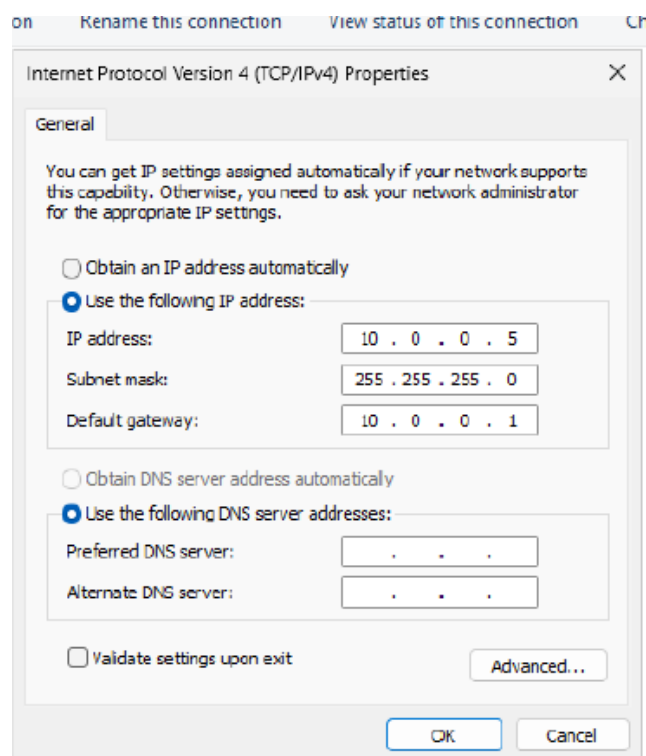 on Rename this connection View status of this connection Ch
Internet Protocol Version 4 (TCP/IPv4) Properties
General
You can get IP settings assigned automatically if your network supports
this capability. Otherwise, you need to ask your network administrator
for the appropriate IP settings.
Obtain an IP address automatically
Use the following IP address:
IP address: 10 . 0 . 0 . 5
Subnet mask: 255 . 255 . 255 . 0
Default gateway: 10 . 0 . 0 . 1
Obtain DNS server address automatically
Use the following DNS server addresses:
Preferred DNS server: . . .
Alternate DNS server: . . .
Validate settings upon exit
Advanced...
OK Cancel